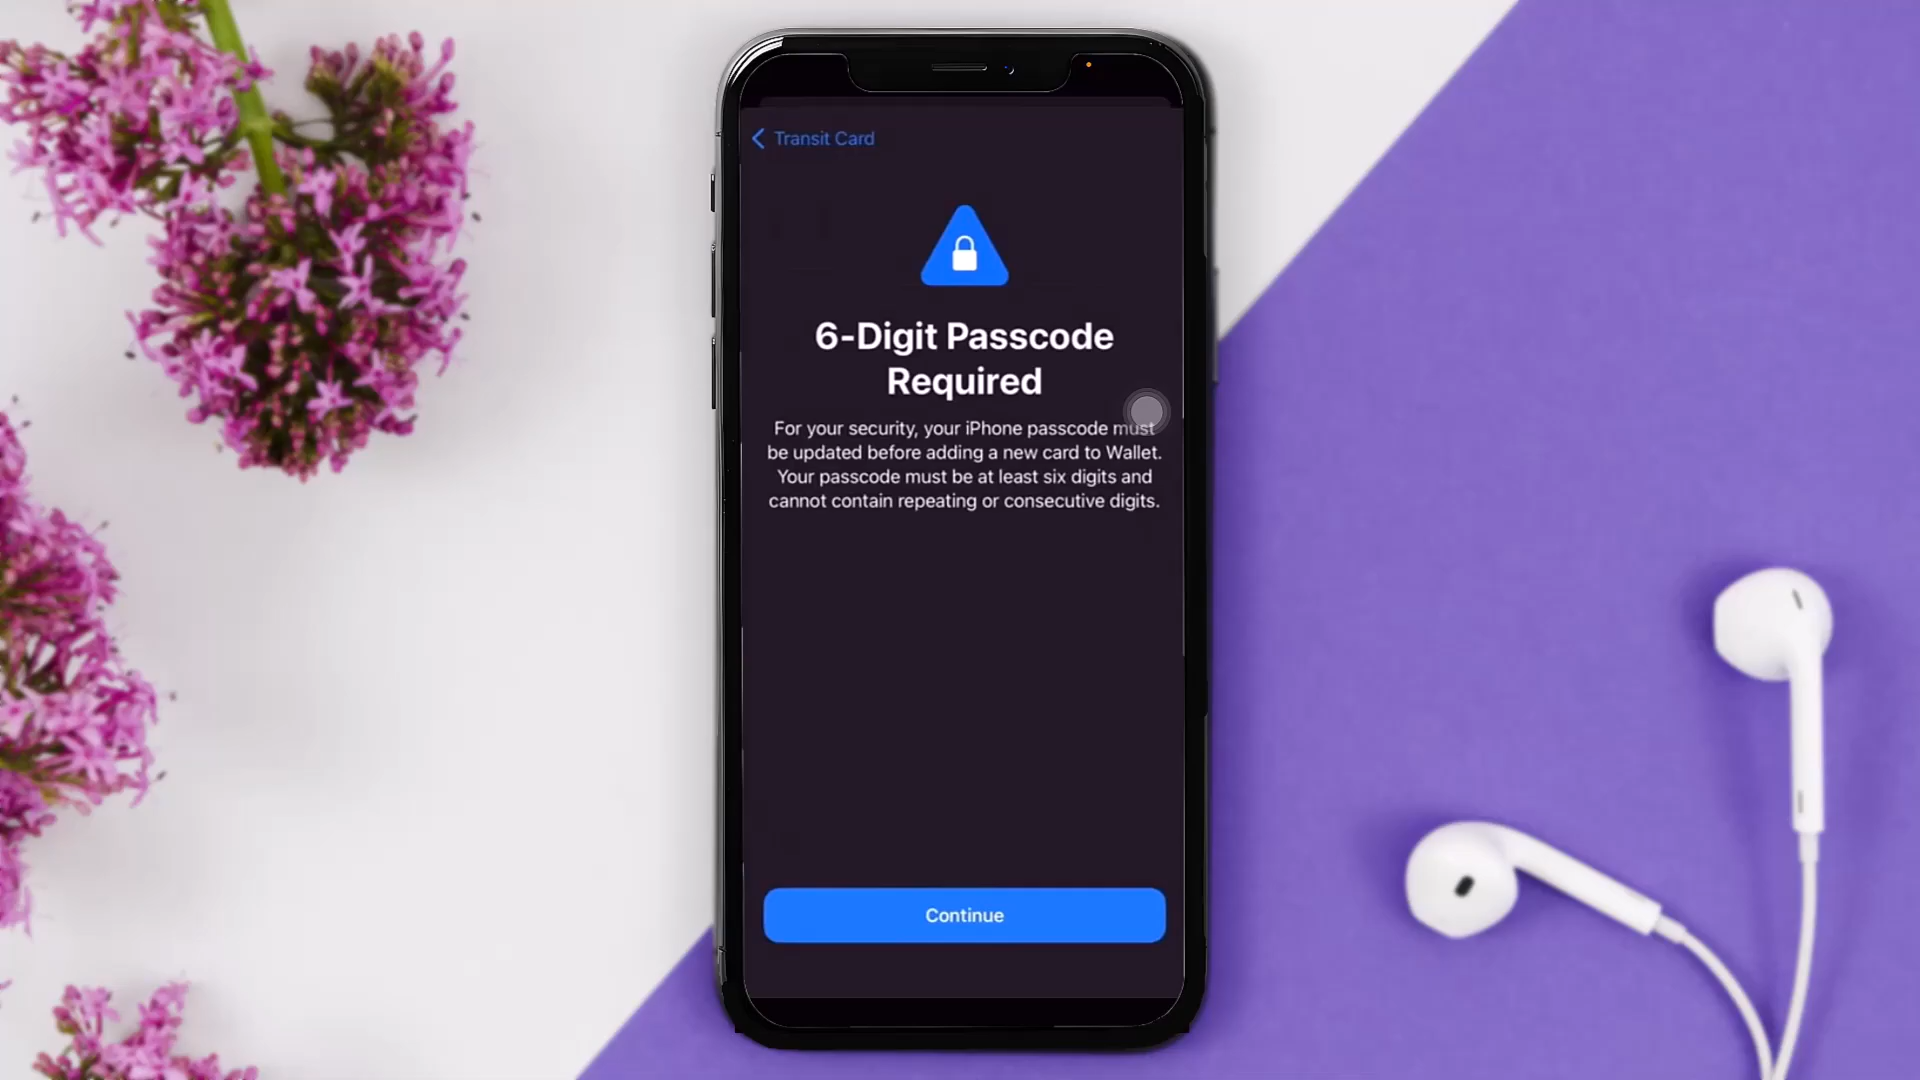 Transit Card
6-Digit Passcode
Required
For your security, your iPhone passcode must
be updated before adding a new card to Wallet.
Your passcode must be at least six digits and
cannot contain repeating or consecutive digits.
Continue